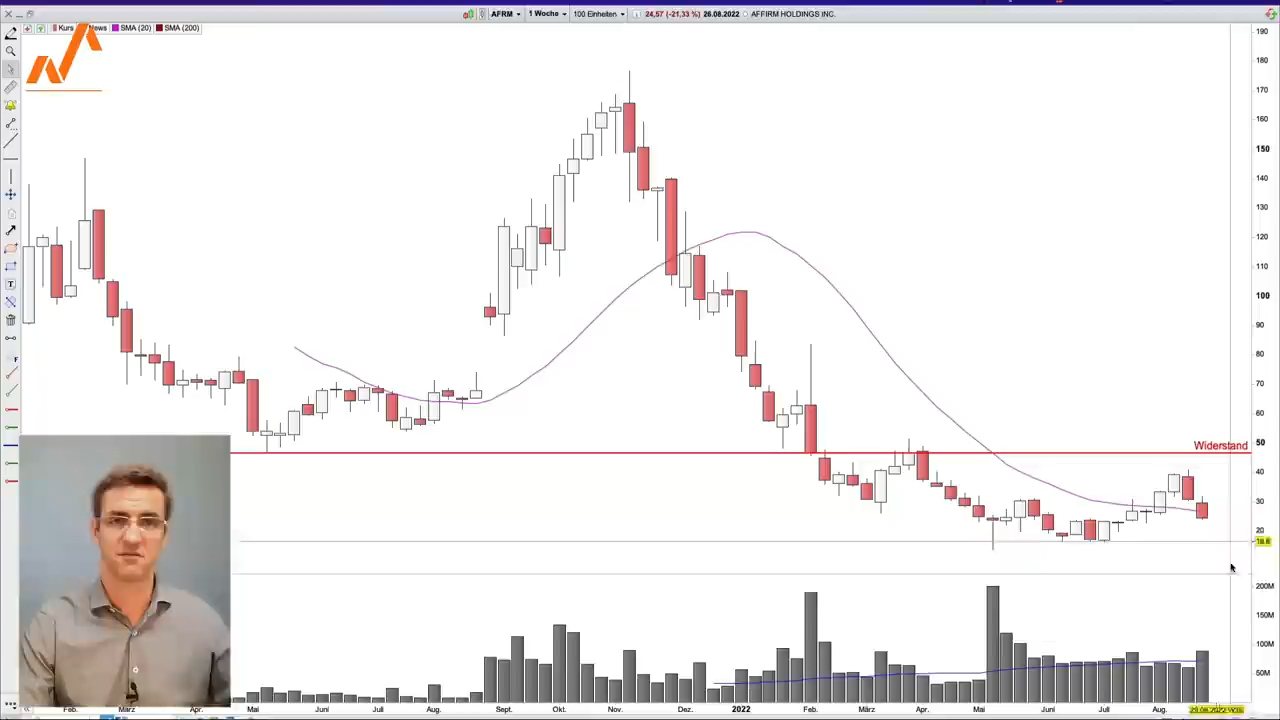 AFRM 1 Woche 100 Einheiten 24,57 (-21,33 %) 26.08.2022 AFFIRM HOLDINGS INC.
Kurs News SMA (20) SMA (200)
190
180
170
160
150
140
130
120
110
100
90
80
70
60
Widerstand
50
40
30
20
200M
150M
100M
50M
Feb. März Apr. Mai Juni Juli Aug. Sept. Okt. Nov. Dez. 2022 Feb. März Apr. Mai Juni Juli Aug.